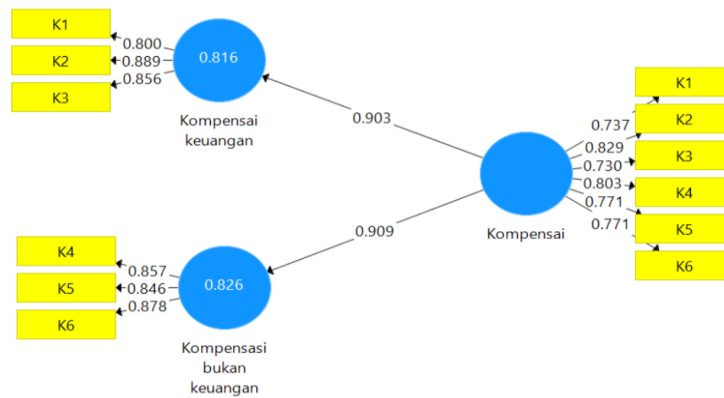 K1
K2
K3
0.800
0.889
0.856
0.816
Kompensai
keuangan
0.903
K4
K5
K6
0.857
0.846
0.878
0.826
Kompensasi
bukan
keuangan
0.909
Kompensai
0.737
0.829
0.730
0.803
0.771
0.771
K1
K2
K3
K4
K5
K6